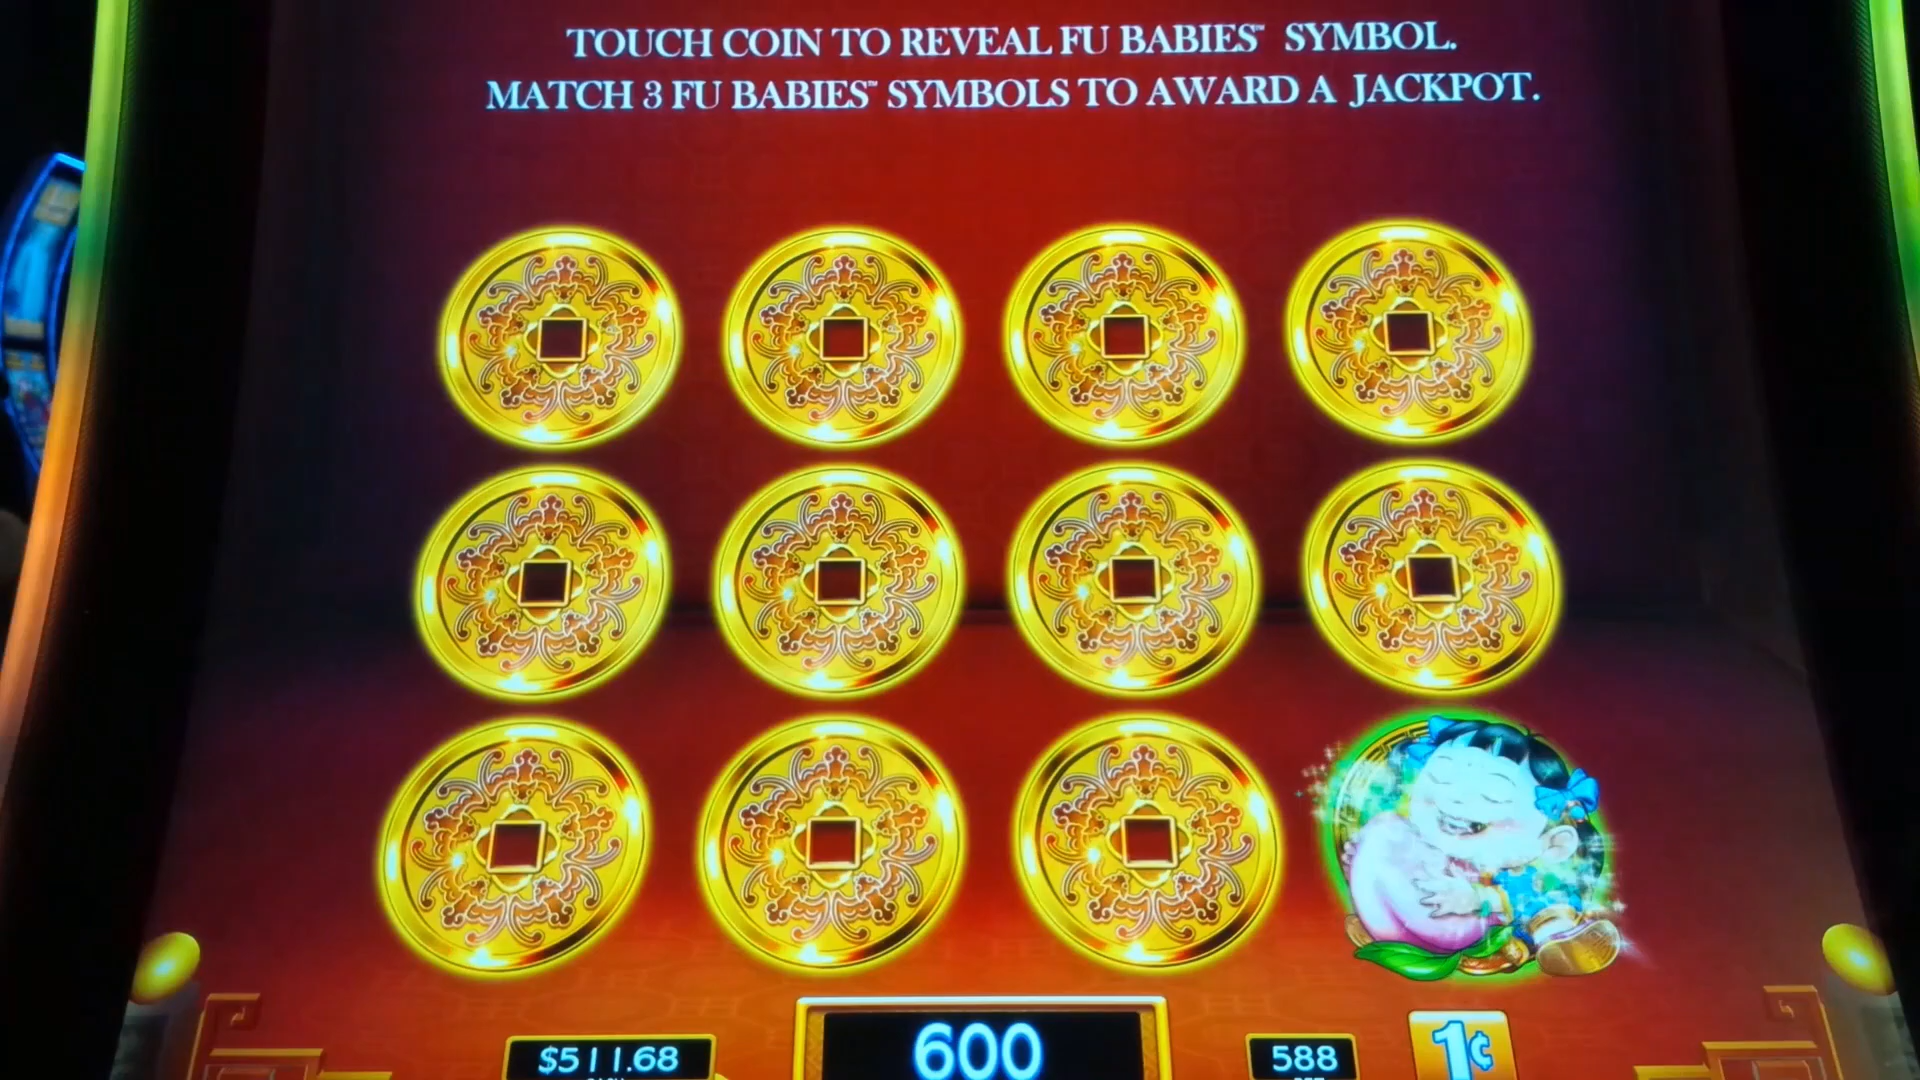 TOUCH COIN TO REVEAL FU BABIES™ SYMBOL.
MATCH 3 FU BABIES™ SYMBOLS TO AWARD A JACKPOT.
$511.68
600
588
1¢